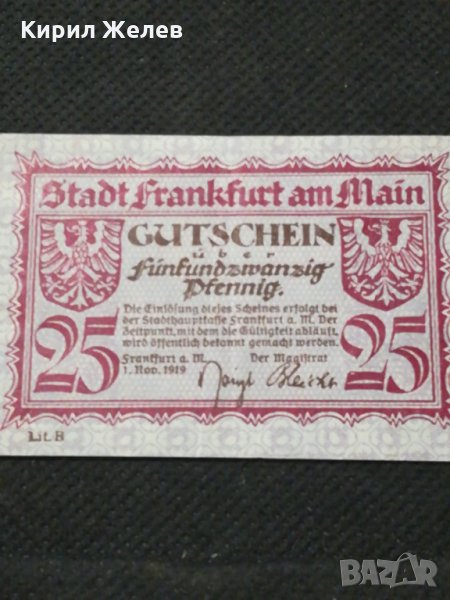 Кирил Желев
Stadt Frankfurt am Main
GUTSCHEIN
über
Fünfundzwanzig
Pfennig.
25
25
Die Einlösung dieses Scheines erfolgt bei
der Stadthauptkasse Frankfurt a. M. Der
Zeitpunkt, mit dem die Gültigkeit abläuft,
wird öffentlich bekannt gemacht werden.
Frankfurt a. M. Der Magistrat
1. Nov. 1919
Lit. B
BAZAR